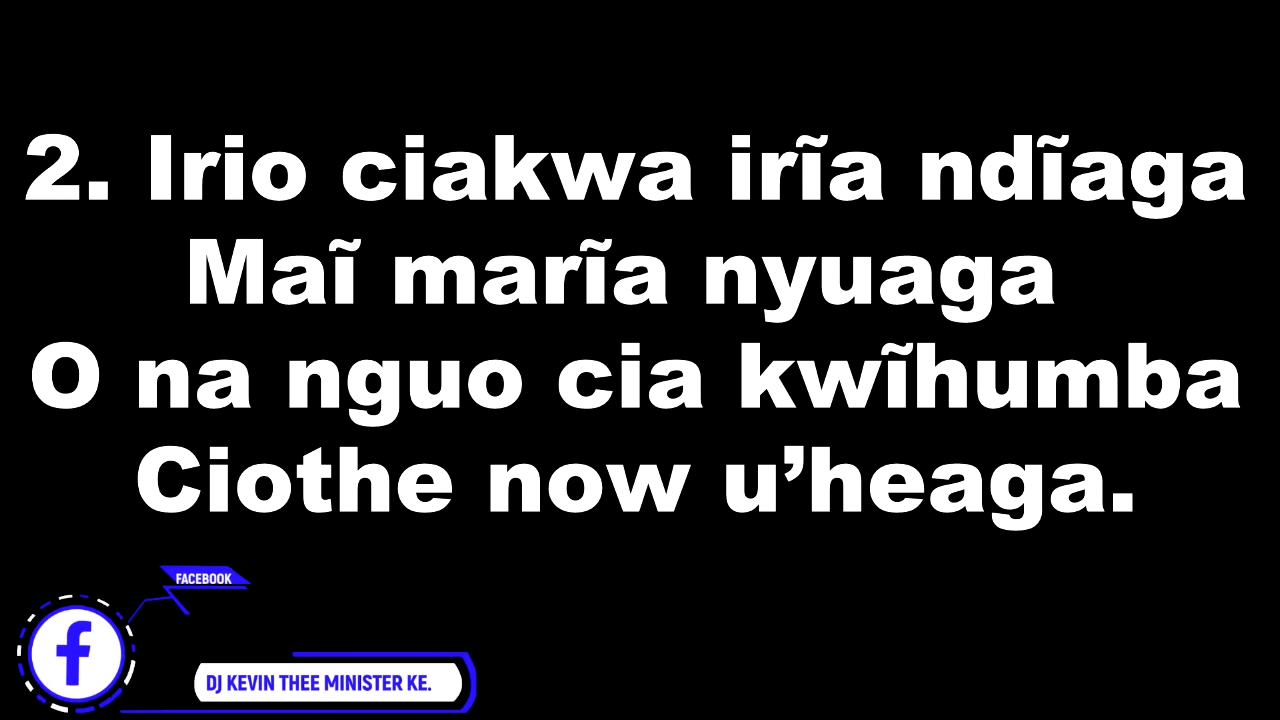 2. Irio ciakwa irĩa ndĩaga
Maĩ marĩa nyuaga
O na nguo cia kwĩhumba
Ciothe now u’heaga.
FACEBOOK
f
DJ KEVIN THEE MINISTER KE.